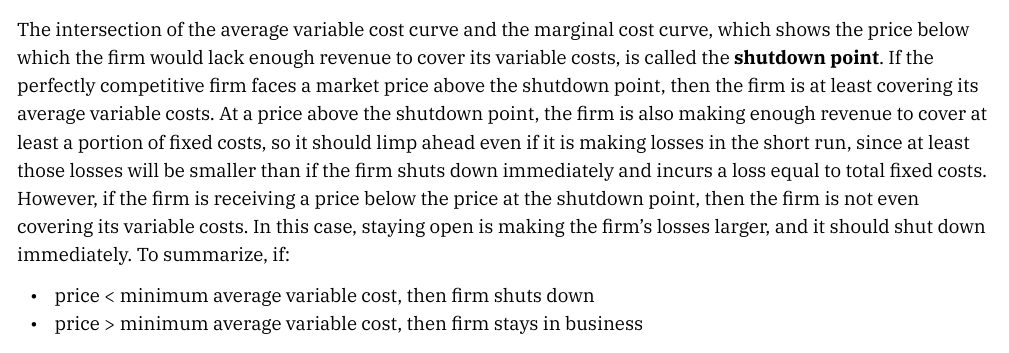 The intersection of the average variable cost curve and the marginal cost curve, which shows the price below
which the firm would lack enough revenue to cover its variable costs, is called the shutdown point. If the
perfectly competitive firm faces a market price above the shutdown point, then the firm is at least covering its
average variable costs. At a price above the shutdown point, the firm is also making enough revenue to cover at
least a portion of fixed costs, so it should limp ahead even if it is making losses in the short run, since at least
those losses will be smaller than if the firm shuts down immediately and incurs a loss equal to total fixed costs.
However, if the firm is receiving a price below the price at the shutdown point, then the firm is not even
covering its variable costs. In this case, staying open is making the firm’s losses larger, and it should shut down
immediately. To summarize, if:
• price < minimum average variable cost, then firm shuts down
• price > minimum average variable cost, then firm stays in business